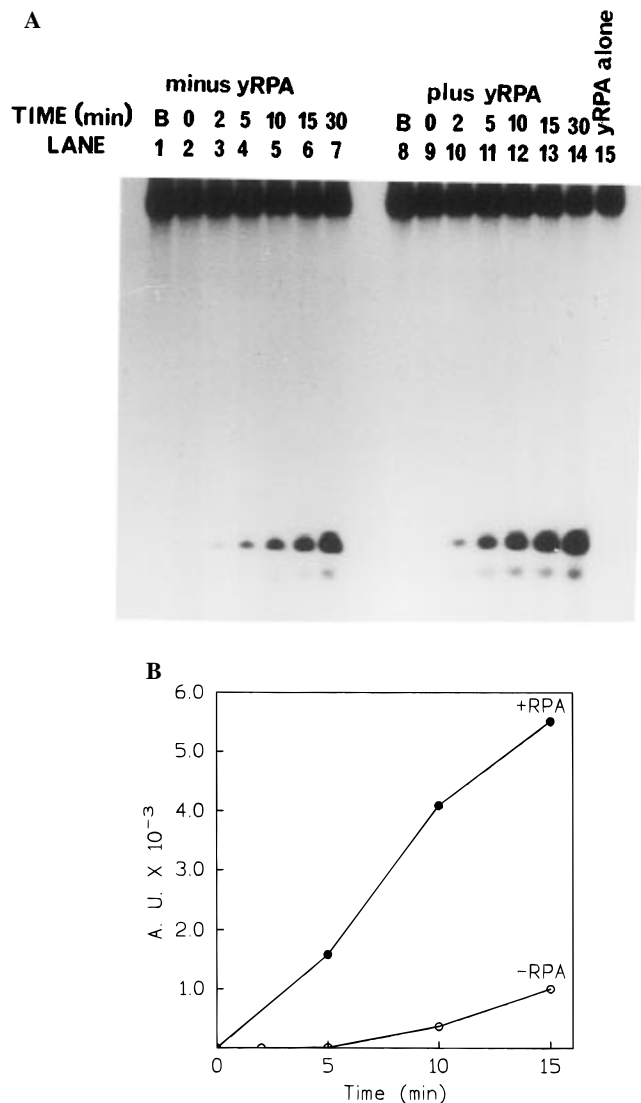 A
minus yRPA
plus yRPA
yRPA alone
TIME (min) B 0 2 5 10 15 30 B 0 2 5 10 15 30
LANE 1 2 3 4 5 6 7 8 9 10 11 12 13 14 15
B
6.0
5.0
4.0
3.0
2.0
1.0
A. U. X 10⁻³
+RPA
−RPA
0 5 10 15
Time (min)